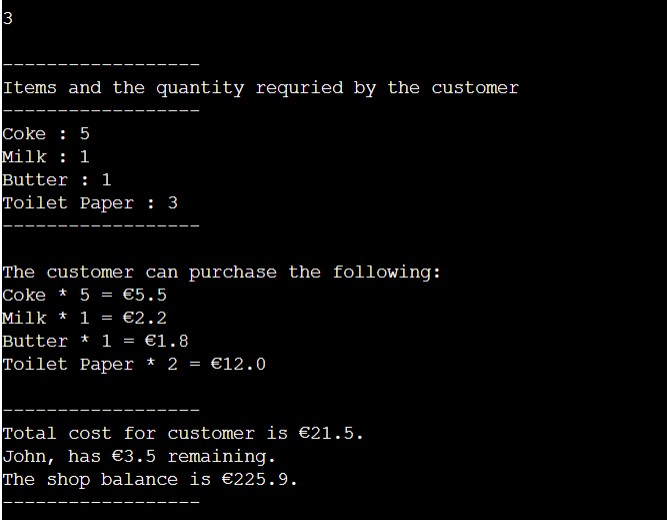 3
------------------
Items and the quantity requried by the customer
------------------
Coke : 5
Milk : 1
Butter : 1
Toilet Paper : 3
------------------
The customer can purchase the following:
Coke * 5 = €5.5
Milk * 1 = €2.2
Butter * 1 = €1.8
Toilet Paper * 2 = €12.0
------------------
Total cost for customer is €21.5.
John, has €3.5 remaining.
The shop balance is €225.9.
------------------